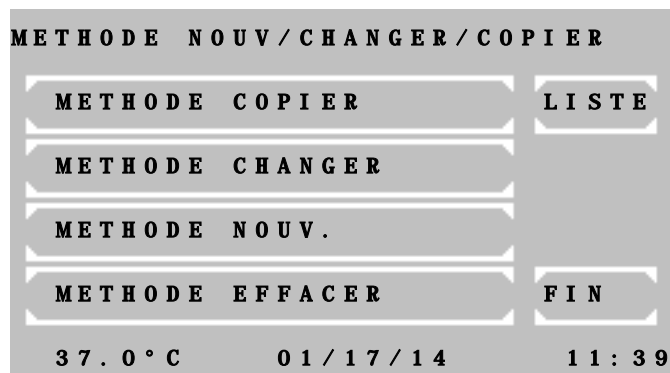 METHODE NOUV/CHANGER/COPIER
METHODE COPIER LISTE
METHODE CHANGER
METHODE NOUV.
METHODE EFFACER FIN
37.0°C 01/17/14 11:39